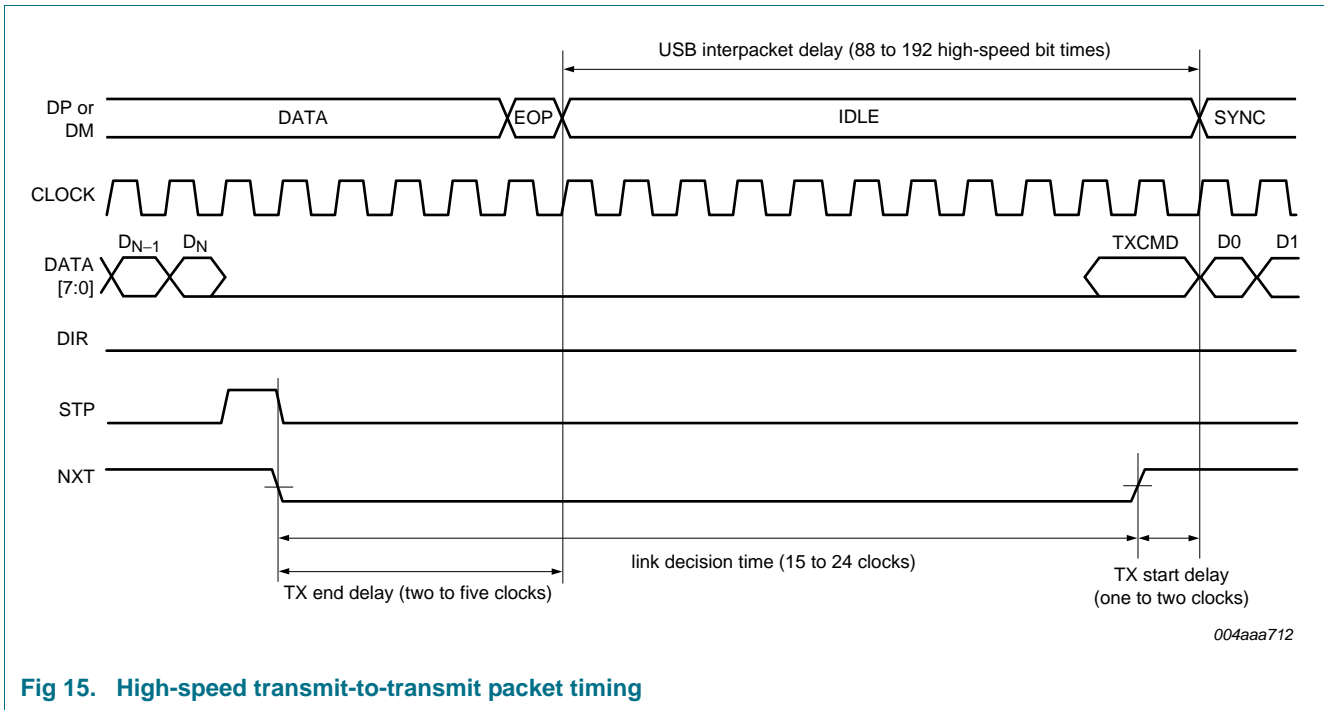 USB interpacket delay (88 to 192 high-speed bit times)
DP or
DM
DATA
EOP
IDLE
SYNC
CLOCK
DN−1
DN
TXCMD
D0
D1
DATA
[7:0]
DIR
STP
NXT
link decision time (15 to 24 clocks)
TX end delay (two to five clocks)
TX start delay
(one to two clocks)
004aaa712
Fig 15. High-speed transmit-to-transmit packet timing